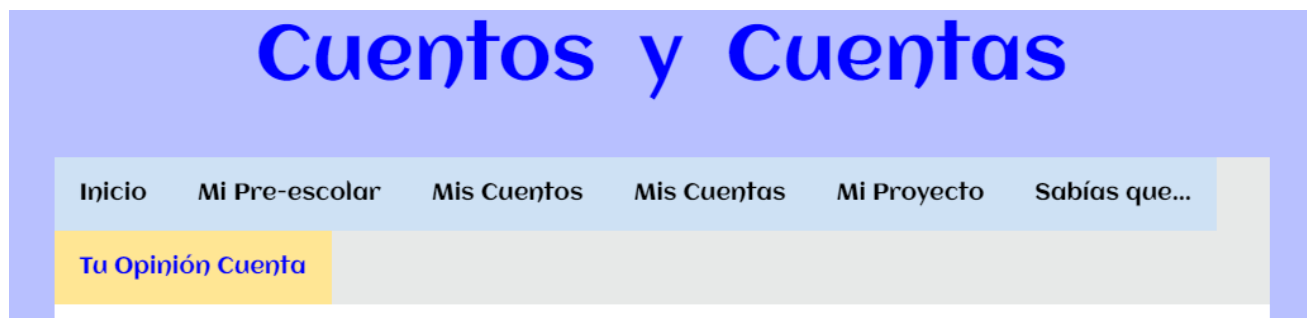 Cuentos y Cuentas
Inicio Mi Pre-escolar Mis Cuentos Mis Cuentas Mi Proyecto Sabías que...
Tu Opinión Cuenta